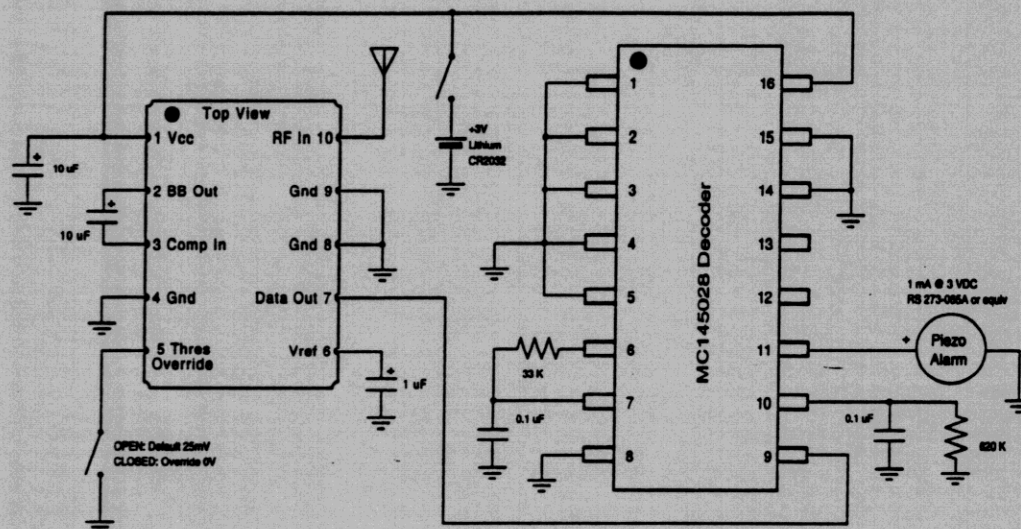 Top View
1 Vcc
RF In 10
2 BB Out
Gnd 9
3 Comp In
Gnd 8
4 Gnd
Data Out 7
5 Thres
Override
Vref 6
10 uF
10 uF
1 uF
OPEN: Default 25mV
CLOSED: Override 0V
+3V
Lithium
CR2032
MC145028 Decoder
1
2
3
4
5
6
7
8
16
15
14
13
12
11
10
9
33 K
0.1 uF
1 mA @ 3 VDC
RS 273-065A or equiv
+
Piezo
Alarm
0.1 uF
820 K